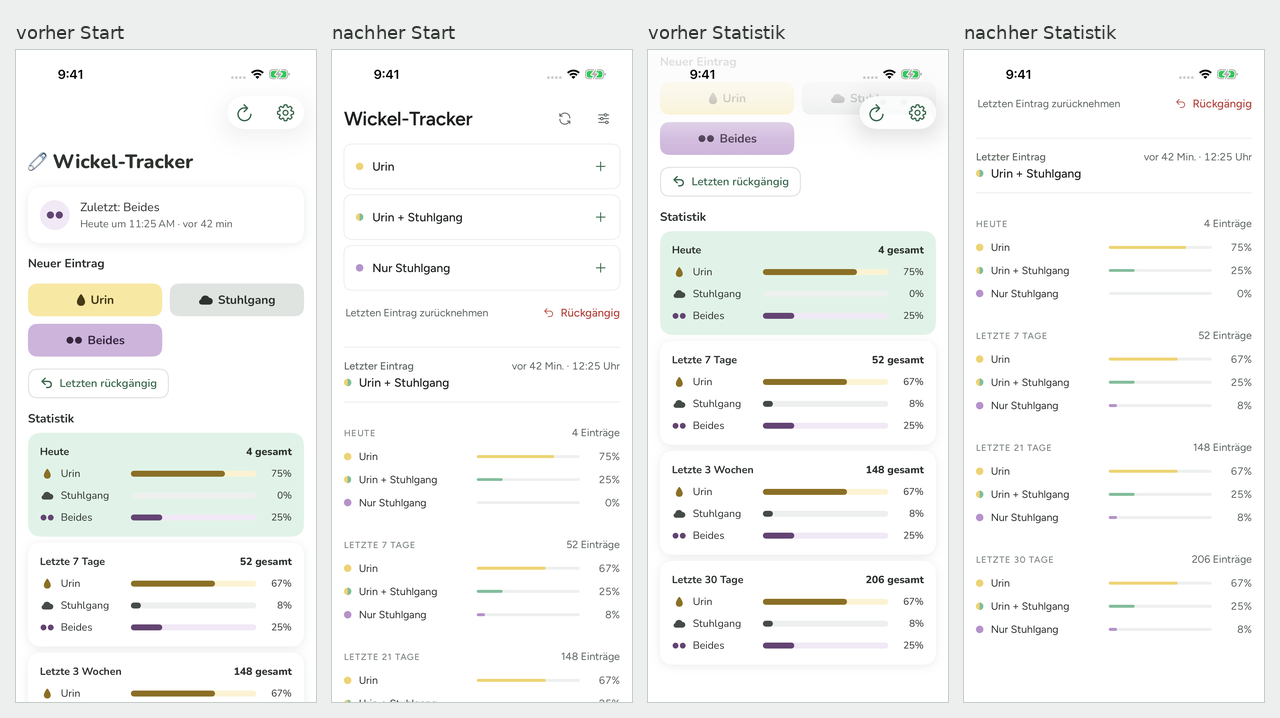 vorher Start
9:41
Wickel-Tracker
Zuletzt: Beides
Heute um 11:25 AM · vor 42 min
Neuer Eintrag
Urin
Stuhlgang
Beides
Letzten rückgängig
Statistik
Heute 4 gesamt
Urin 75%
Stuhlgang 0%
Beides 25%
Letzte 7 Tage 52 gesamt
Urin 67%
Stuhlgang 8%
Beides 25%
Letzte 3 Wochen 148 gesamt
Urin 67%
nachher Start
9:41
Wickel-Tracker
Urin
Urin + Stuhlgang
Nur Stuhlgang
Letzten Eintrag zurücknehmen Rückgängig
Letzter Eintrag vor 42 Min. · 12:25 Uhr
Urin + Stuhlgang
HEUTE 4 Einträge
Urin 75%
Urin + Stuhlgang 25%
Nur Stuhlgang 0%
LETZTE 7 TAGE 52 Einträge
Urin 67%
Urin + Stuhlgang 25%
Nur Stuhlgang 8%
LETZTE 21 TAGE 148 Einträge
Urin 67%
vorher Statistik
Neuer Eintrag
9:41
Urin
Beides
Letzten rückgängig
Statistik
Heute 4 gesamt
Urin 75%
Stuhlgang 0%
Beides 25%
Letzte 7 Tage 52 gesamt
Urin 67%
Stuhlgang 8%
Beides 25%
Letzte 3 Wochen 148 gesamt
Urin 67%
Stuhlgang 8%
Beides 25%
Letzte 30 Tage 206 gesamt
Urin 67%
Stuhlgang 8%
Beides 25%
nachher Statistik
9:41
Letzten Eintrag zurücknehmen Rückgängig
Letzter Eintrag vor 42 Min. · 12:25 Uhr
Urin + Stuhlgang
HEUTE 4 Einträge
Urin 75%
Urin + Stuhlgang 25%
Nur Stuhlgang 0%
LETZTE 7 TAGE 52 Einträge
Urin 67%
Urin + Stuhlgang 25%
Nur Stuhlgang 8%
LETZTE 21 TAGE 148 Einträge
Urin 67%
Urin + Stuhlgang 25%
Nur Stuhlgang 8%
LETZTE 30 TAGE 206 Einträge
Urin 67%
Urin + Stuhlgang 25%
Nur Stuhlgang 8%